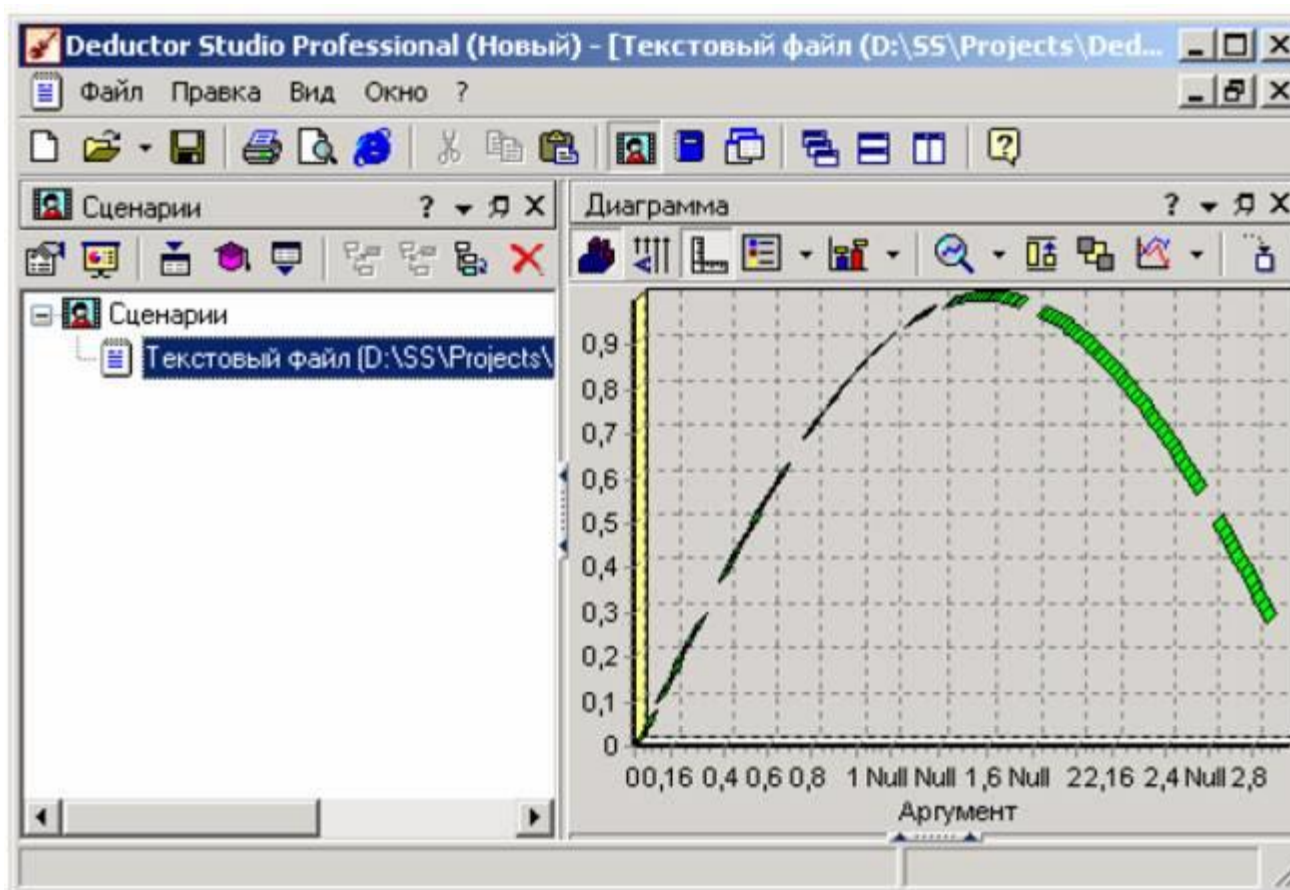 Deductor Studio Professional (Новый) - [Текстовый файл (D:\SS\Projects\Ded...
Файл Правка Вид Окно ?
Сценарии
Диаграмма
Сценарии
Текстовый файл (D:\SS\Projects\
0,9
0,8
0,7
0,6
0,5
0,4
0,3
0,2
0,1
0
00,16 0,4 0,6 0,8 1 Null Null 1,6 Null 22,16 2,4 Null 2,8
Аргумент